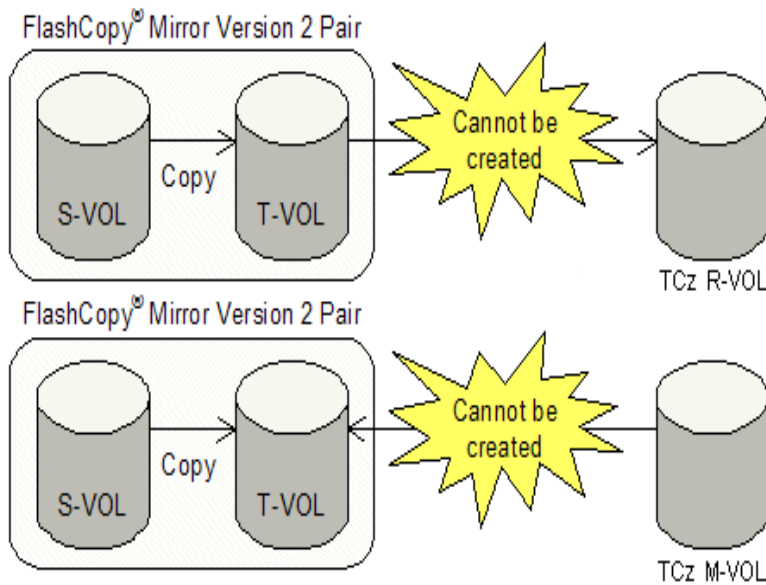 FlashCopy® Mirror Version 2 Pair
Cannot be
created
Copy
S-VOL
T-VOL
TCz R-VOL
FlashCopy® Mirror Version 2 Pair
Cannot be
created
Copy
S-VOL
T-VOL
TCz M-VOL